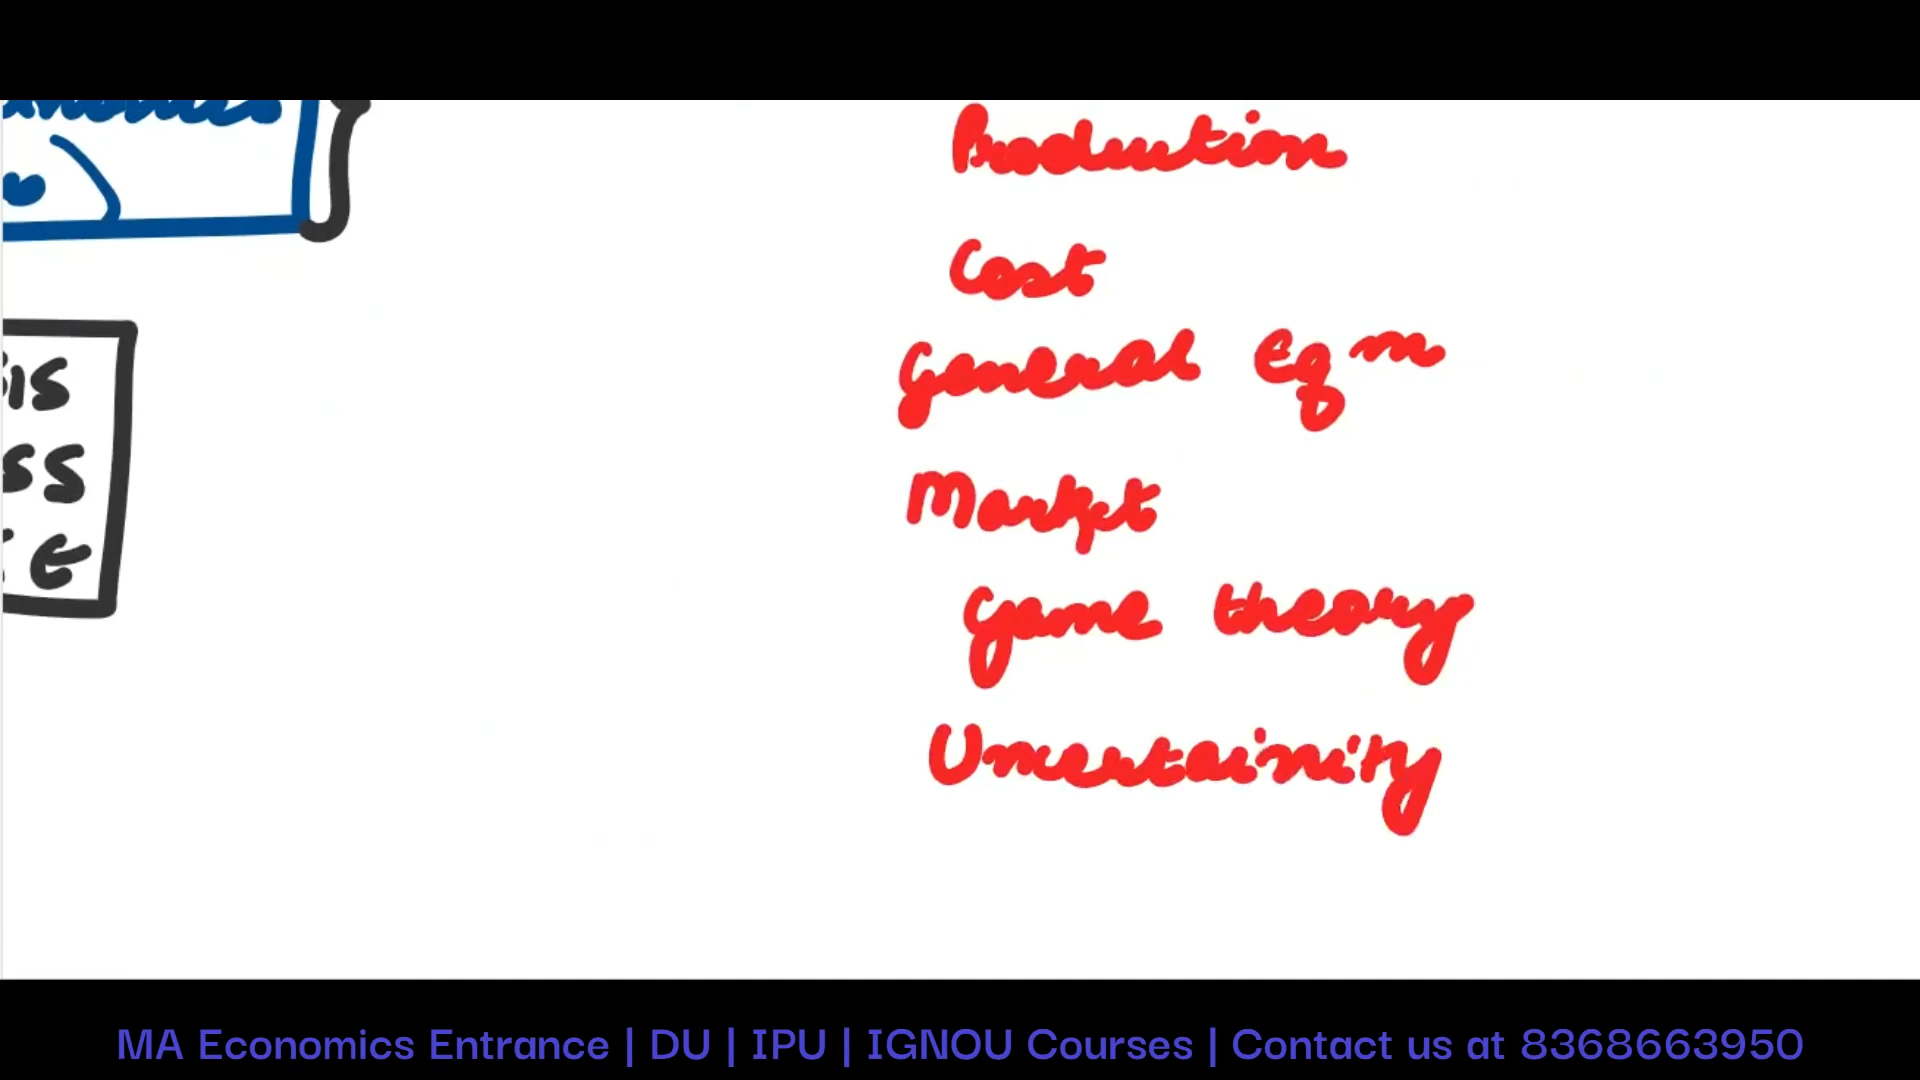 Production
Cost
General Eqm
Market
Game theory
Uncertainity
SS
E
MA Economics Entrance | DU | IPU | IGNOU Courses | Contact us at 8368663950